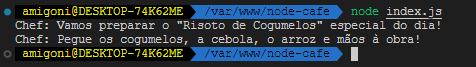 amigoni@DESKTOP-74K62ME /var/www/node-cafe node index.js
Chef: Vamos preparar o "Risoto de Cogumelos" especial do dia!
Chef: Pegue os cogumelos, a cebola, o arroz e mãos à obra!
amigoni@DESKTOP-74K62ME /var/www/node-cafe